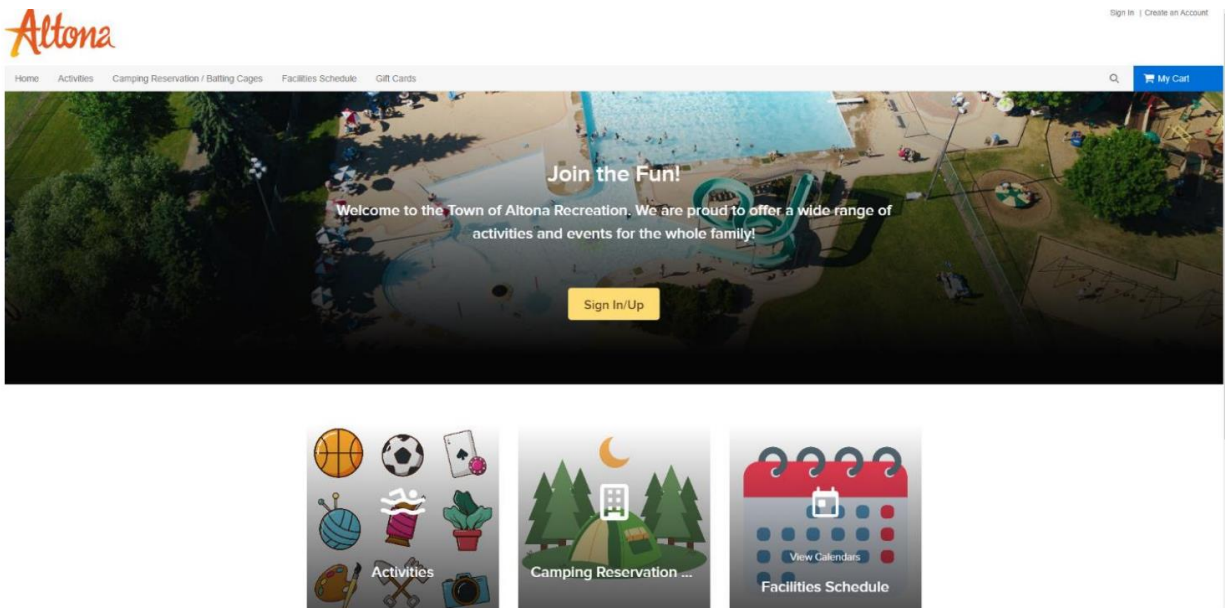 Altona
Sign In | Create an Account
Home Activities Camping Reservation / Batting Cages Facilities Schedule Gift Cards My Cart
Join the Fun!
Welcome to the Town of Altona Recreation. We are proud to offer a wide range of
activities and events for the whole family!
Sign In/Up
Activities
Camping Reservation ...
View Calendars
Facilities Schedule